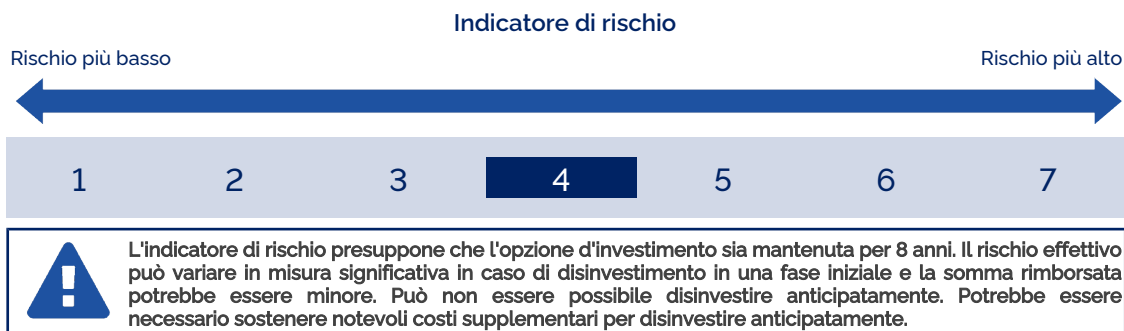 Indicatore di rischio
Rischio più basso Rischio più alto
1 2 3 4 5 6 7
L'indicatore di rischio presuppone che l'opzione d'investimento sia mantenuta per 8 anni. Il rischio effettivo
può variare in misura significativa in caso di disinvestimento in una fase iniziale e la somma rimborsata
potrebbe essere minore. Può non essere possibile disinvestire anticipatamente. Potrebbe essere
necessario sostenere notevoli costi supplementari per disinvestire anticipatamente.